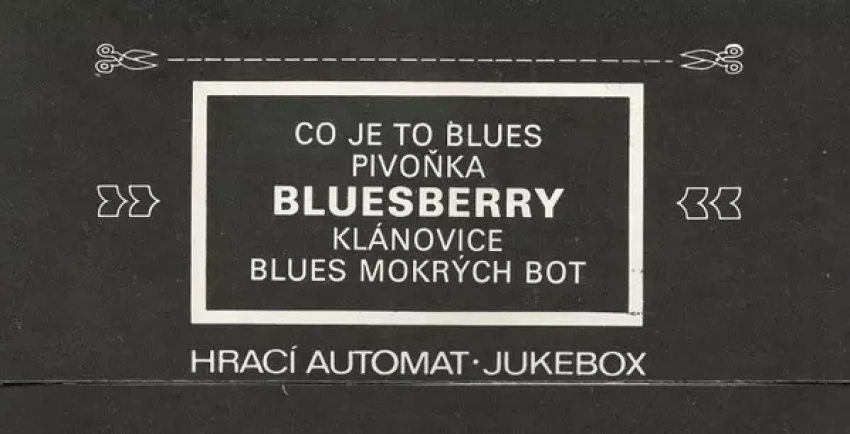 CO JE TO BLUES
PIVOŇKA
BLUESBERRY
KLÁNOVICE
BLUES MOKRÝCH BOT
HRACÍ AUTOMAT · JUKEBOX